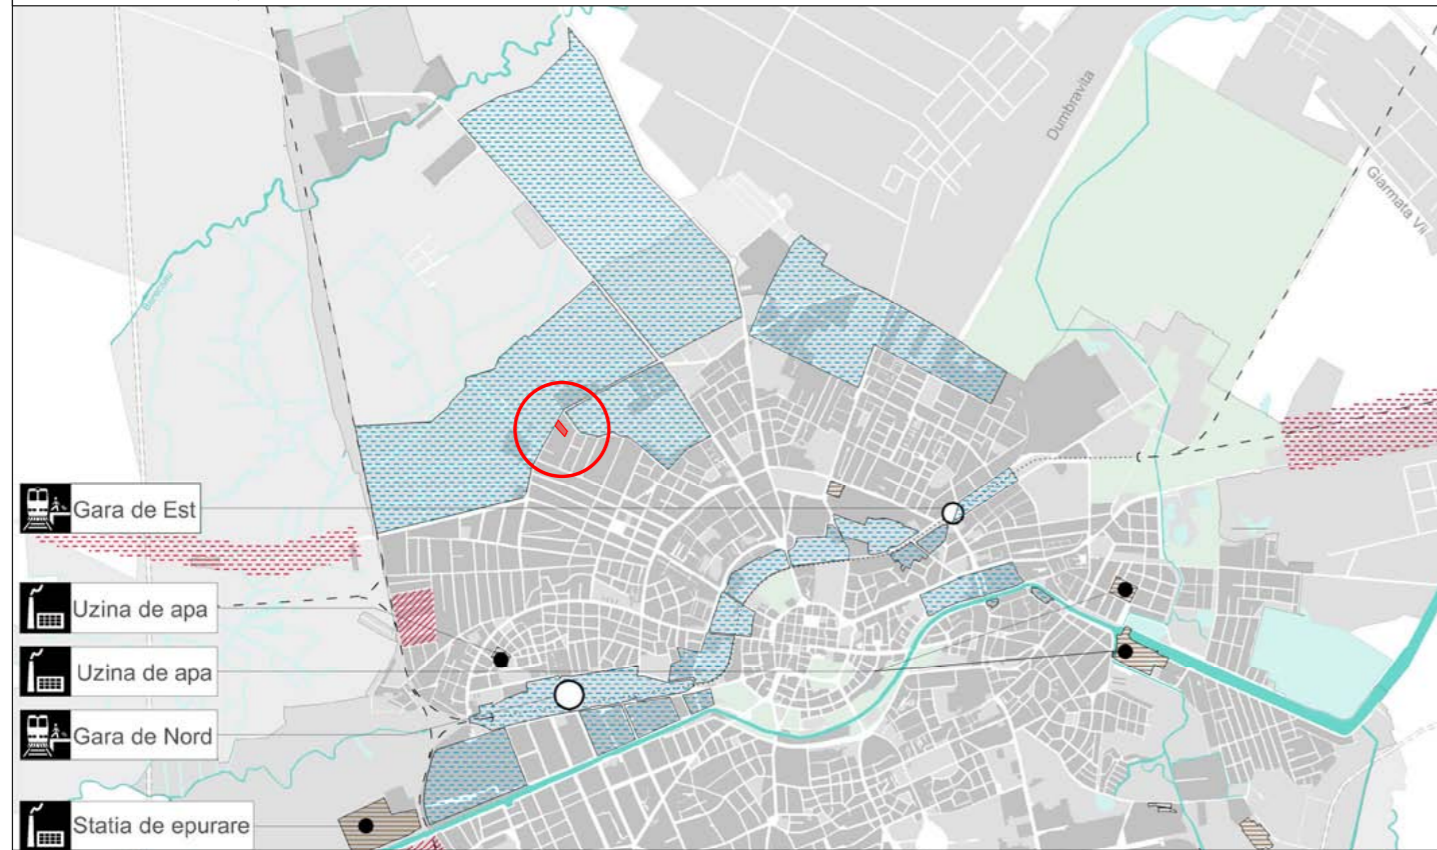 Dumbravita
Giarmata Vii
Gara de Est
Uzina de apa
Uzina de apa
Gara de Nord
Statia de epurare